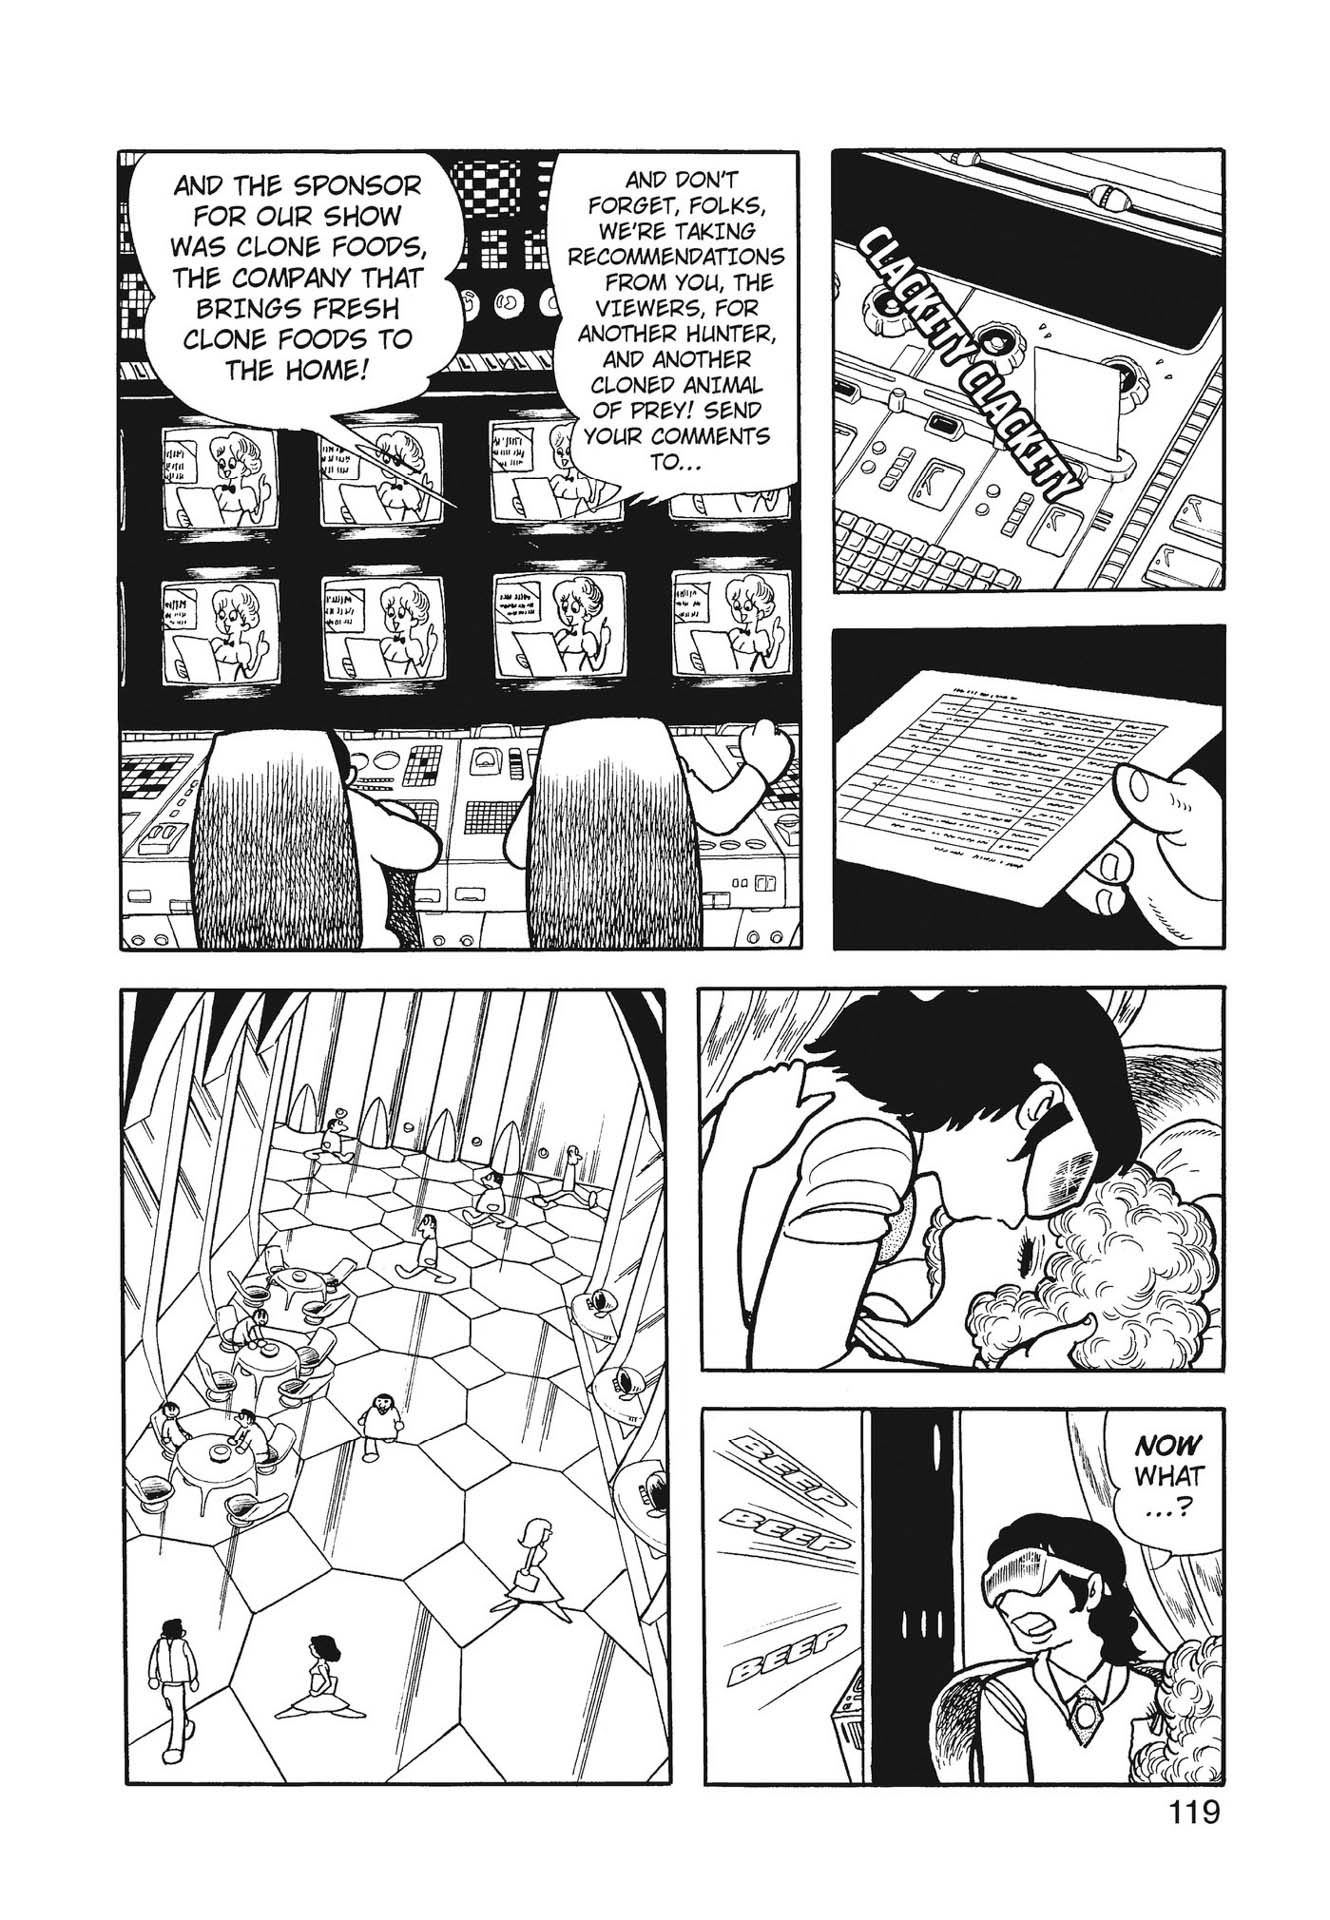 AND THE SPONSOR
FOR OUR SHOW
WAS CLONE FOODS,
THE COMPANY THAT
BRINGS FRESH
CLONE FOODS TO
THE HOME!
AND DON'T
FORGET, FOLKS,
WE'RE TAKING
RECOMMENDATIONS
FROM YOU, THE
VIEWERS, FOR
ANOTHER HUNTER,
AND ANOTHER
CLONED ANIMAL
OF PREY! SEND
YOUR COMMENTS
TO...
CLACKITY CLACKITY
BEEP
BEEP
BEEP
NOW
WHAT
...?
119